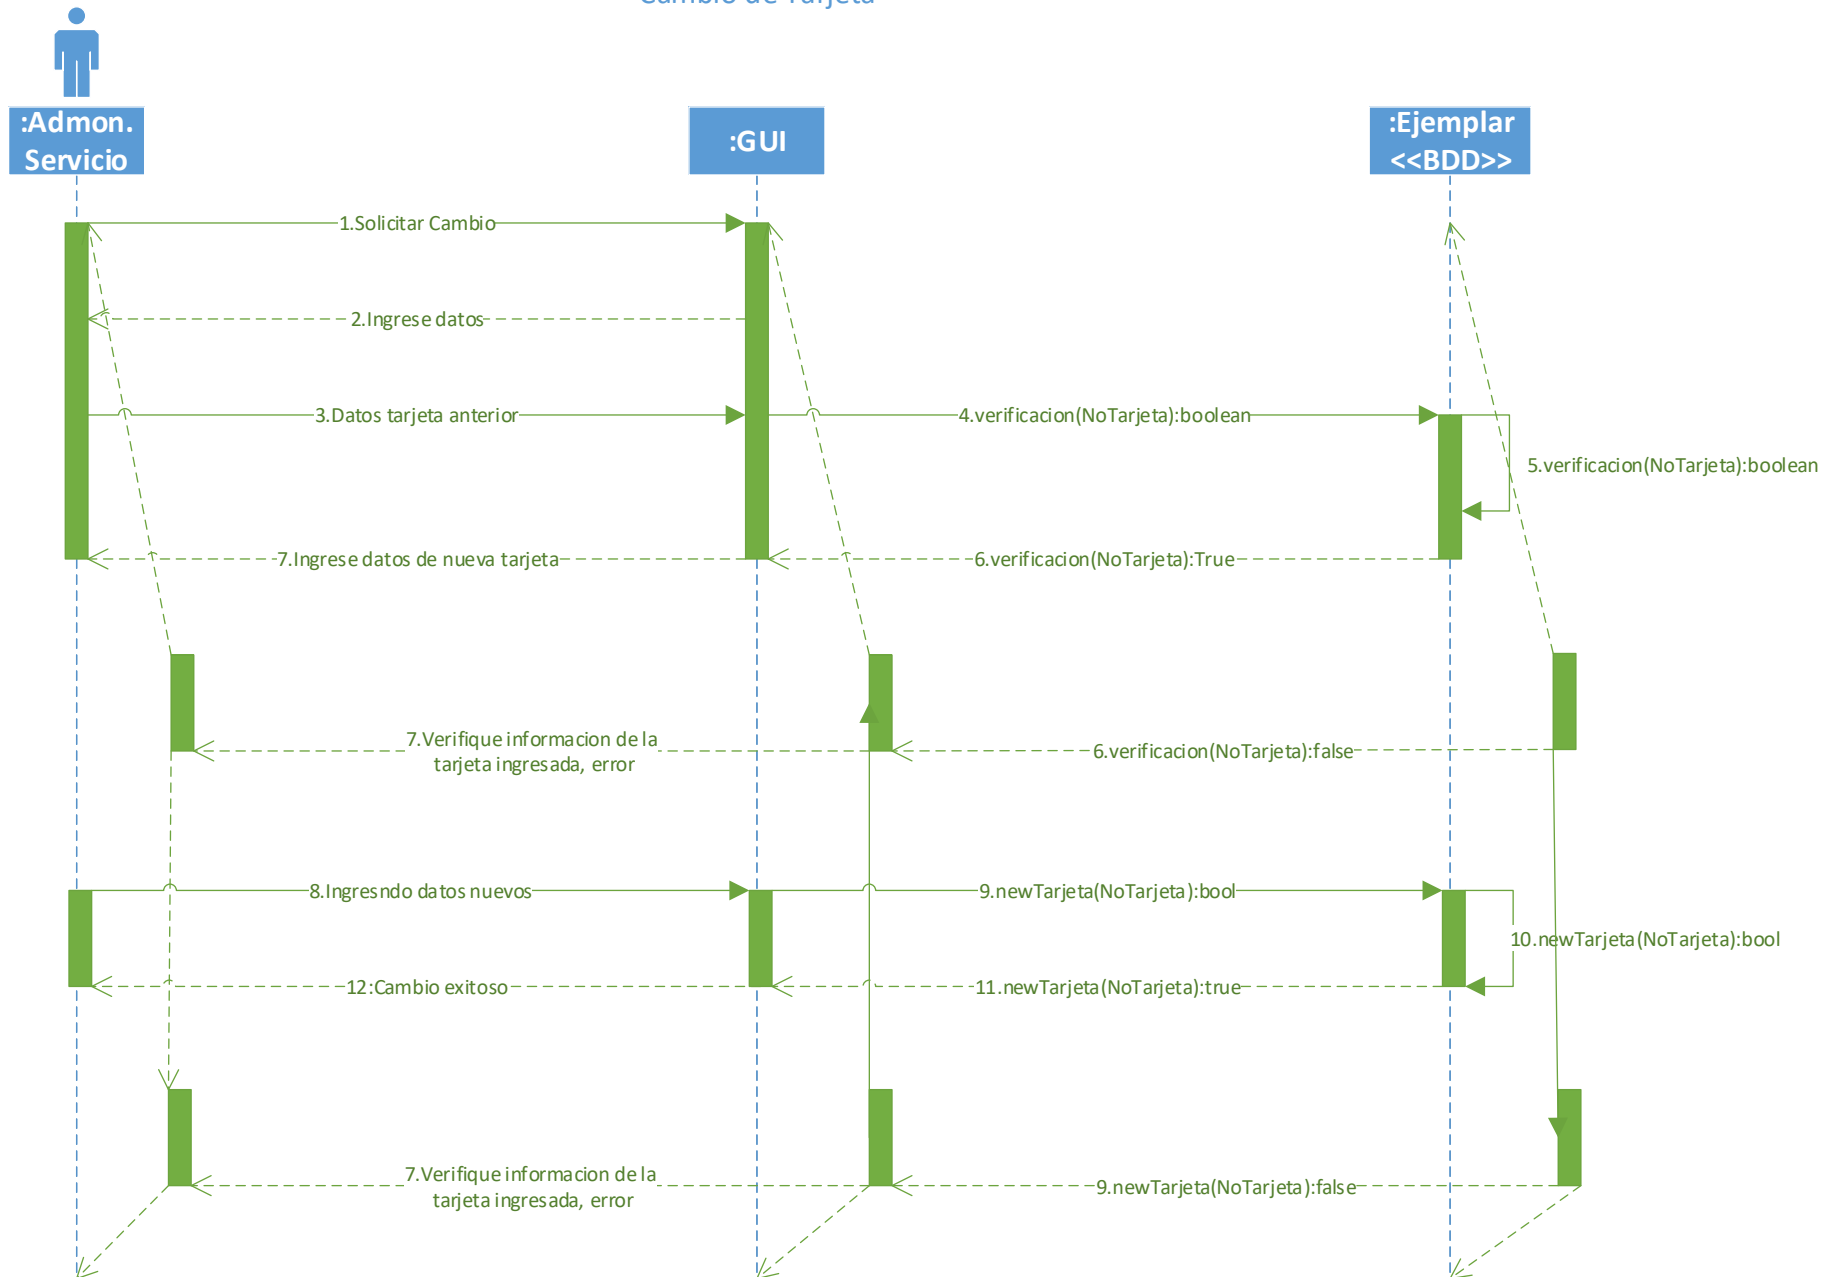 Cambio de Tarjeta
:Admon.
Servicio
:GUI
:Ejemplar
<<BDD>>
1.Solicitar Cambio
2.Ingrese datos
3.Datos tarjeta anterior
4.verificacion(NoTarjeta):boolean
5.verificacion(NoTarjeta):boolean
7.Ingrese datos de nueva tarjeta
6.verificacion(NoTarjeta):True
7.Verifique informacion de la
tarjeta ingresada, error
6.verificacion(NoTarjeta):false
8.Ingresndo datos nuevos
9.newTarjeta(NoTarjeta):bool
10.newTarjeta(NoTarjeta):bool
12:Cambio exitoso
11.newTarjeta(NoTarjeta):true
7.Verifique informacion de la
tarjeta ingresada, error
9.newTarjeta(NoTarjeta):false